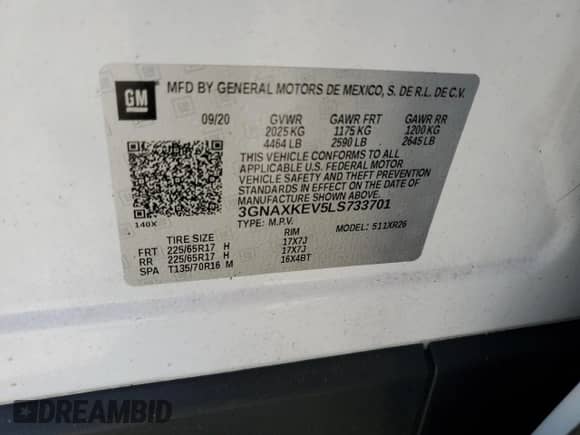 GM
MFD BY GENERAL MOTORS DE MEXICO, S. DE R.L. DE C.V.
09/20 GVWR GAWR FRT GAWR RR
2025 KG 1175 KG 1200 KG
4464 LB 2590 LB 2645 LB
THIS VEHICLE CONFORMS TO ALL
APPLICABLE U.S. FEDERAL MOTOR
VEHICLE SAFETY AND THEFT PREVENTION
STANDARDS IN EFFECT ON THE DATE OF
MANUFACTURE SHOWN ABOVE.
3GNAXKEV5LS733701
140X
TYPE: M.P.V. MODEL: 511XR26
TIRE SIZE RIM
FRT 225/65R17 H 17X7J
RR 225/65R17 H 17X7J
SPA T135/70R16 M 16X4BT
DREAMBID